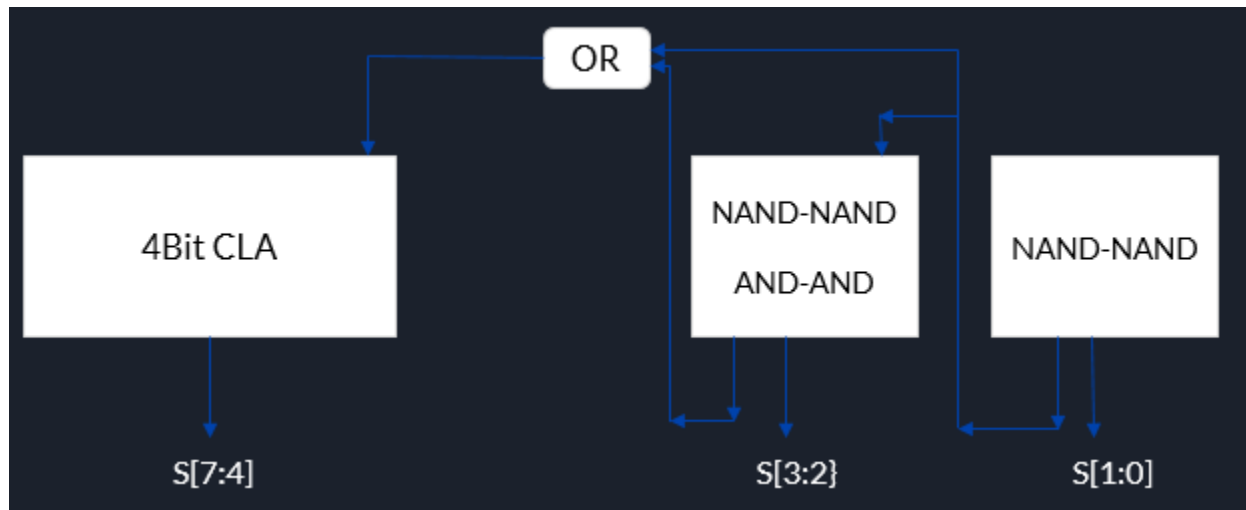 OR
4Bit CLA
NAND-NAND
AND-AND
NAND-NAND
S[7:4]
S[3:2}
S[1:0]